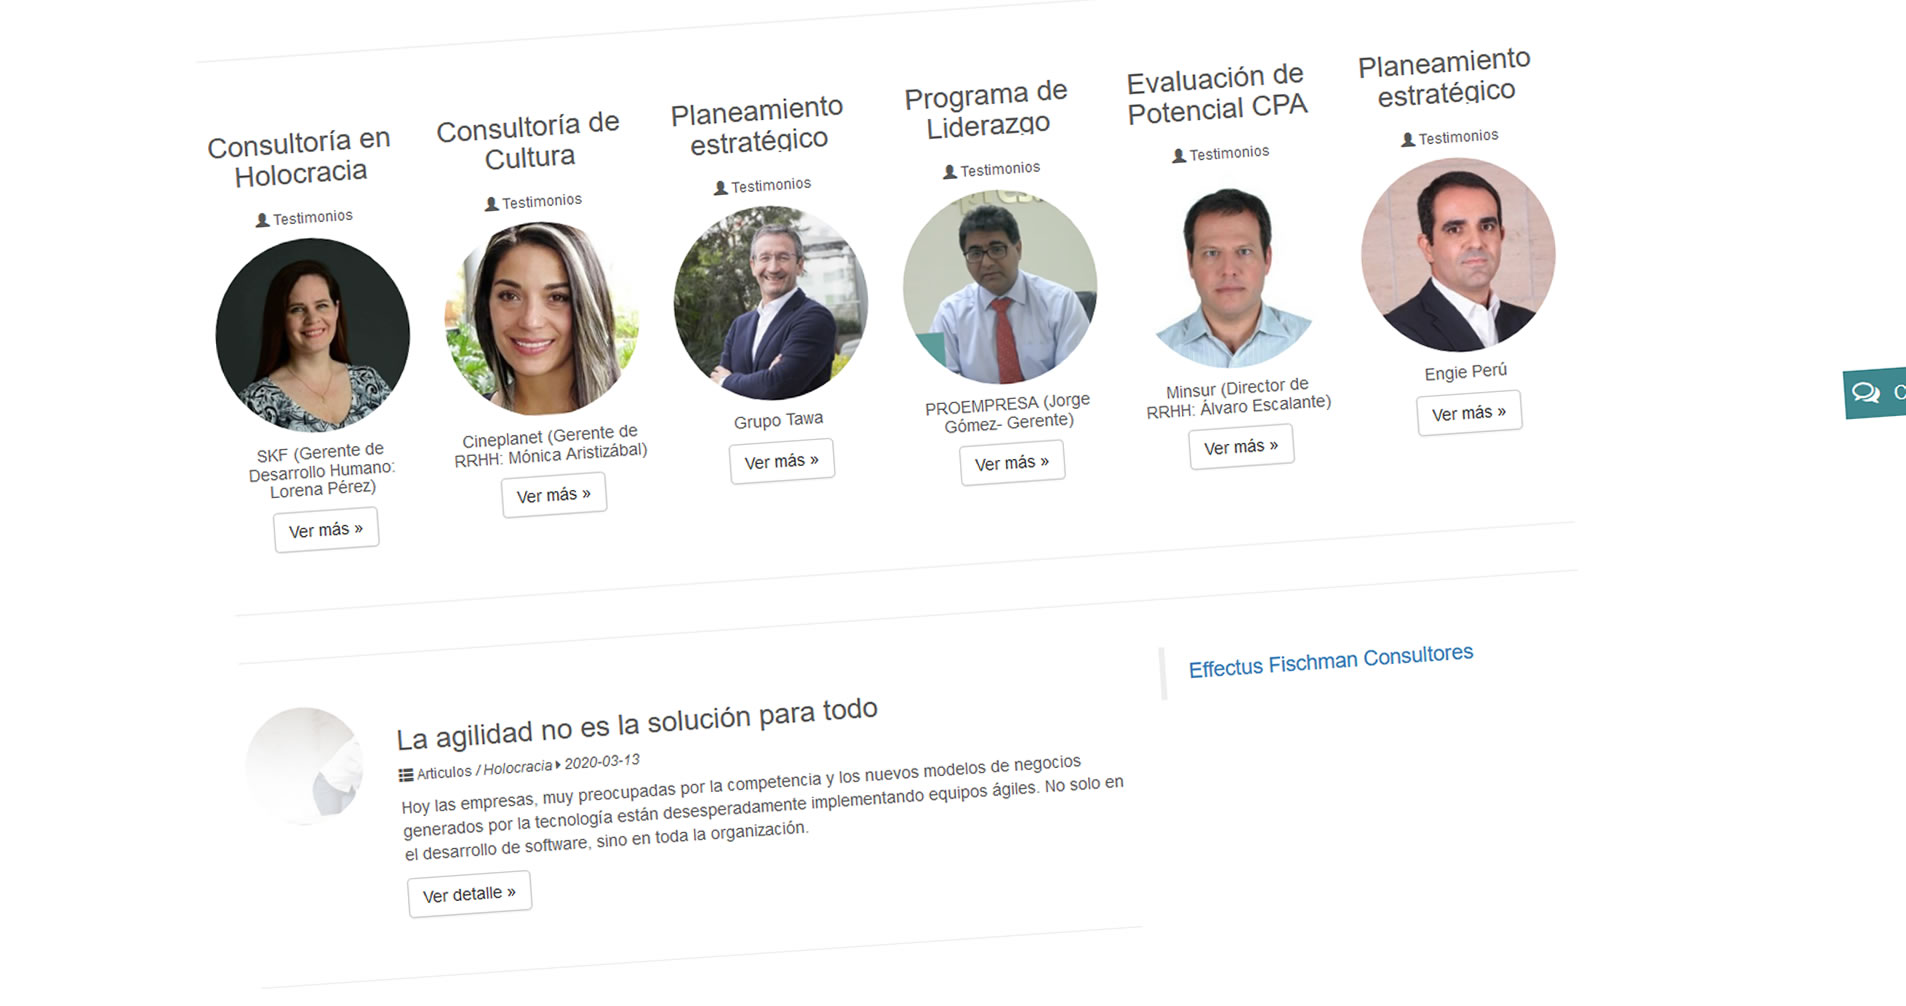 Consultoría en
Holocracia
Testimonios
SKF (Gerente de
Desarrollo Humano:
Lorena Pérez)
Ver más »
Consultoría de
Cultura
Testimonios
Cineplanet (Gerente de
RRHH: Mónica Aristizábal)
Ver más »
Planeamiento
estratégico
Testimonios
Grupo Tawa
Ver más »
Programa de
Liderazgo
Testimonios
PROEMPRESA (Jorge
Gómez- Gerente)
Ver más »
Evaluación de
Potencial CPA
Testimonios
Minsur (Director de
RRHH: Álvaro Escalante)
Ver más »
Planeamiento
estratégico
Testimonios
Engie Perú
Ver más »
La agilidad no es la solución para todo
Articulos / Holocracia 2020-03-13
Hoy las empresas, muy preocupadas por la competencia y los nuevos modelos de negocios
generados por la tecnología están desesperadamente implementando equipos ágiles. No solo en
el desarrollo de software, sino en toda la organización.
Ver detalle »
Effectus Fischman Consultores